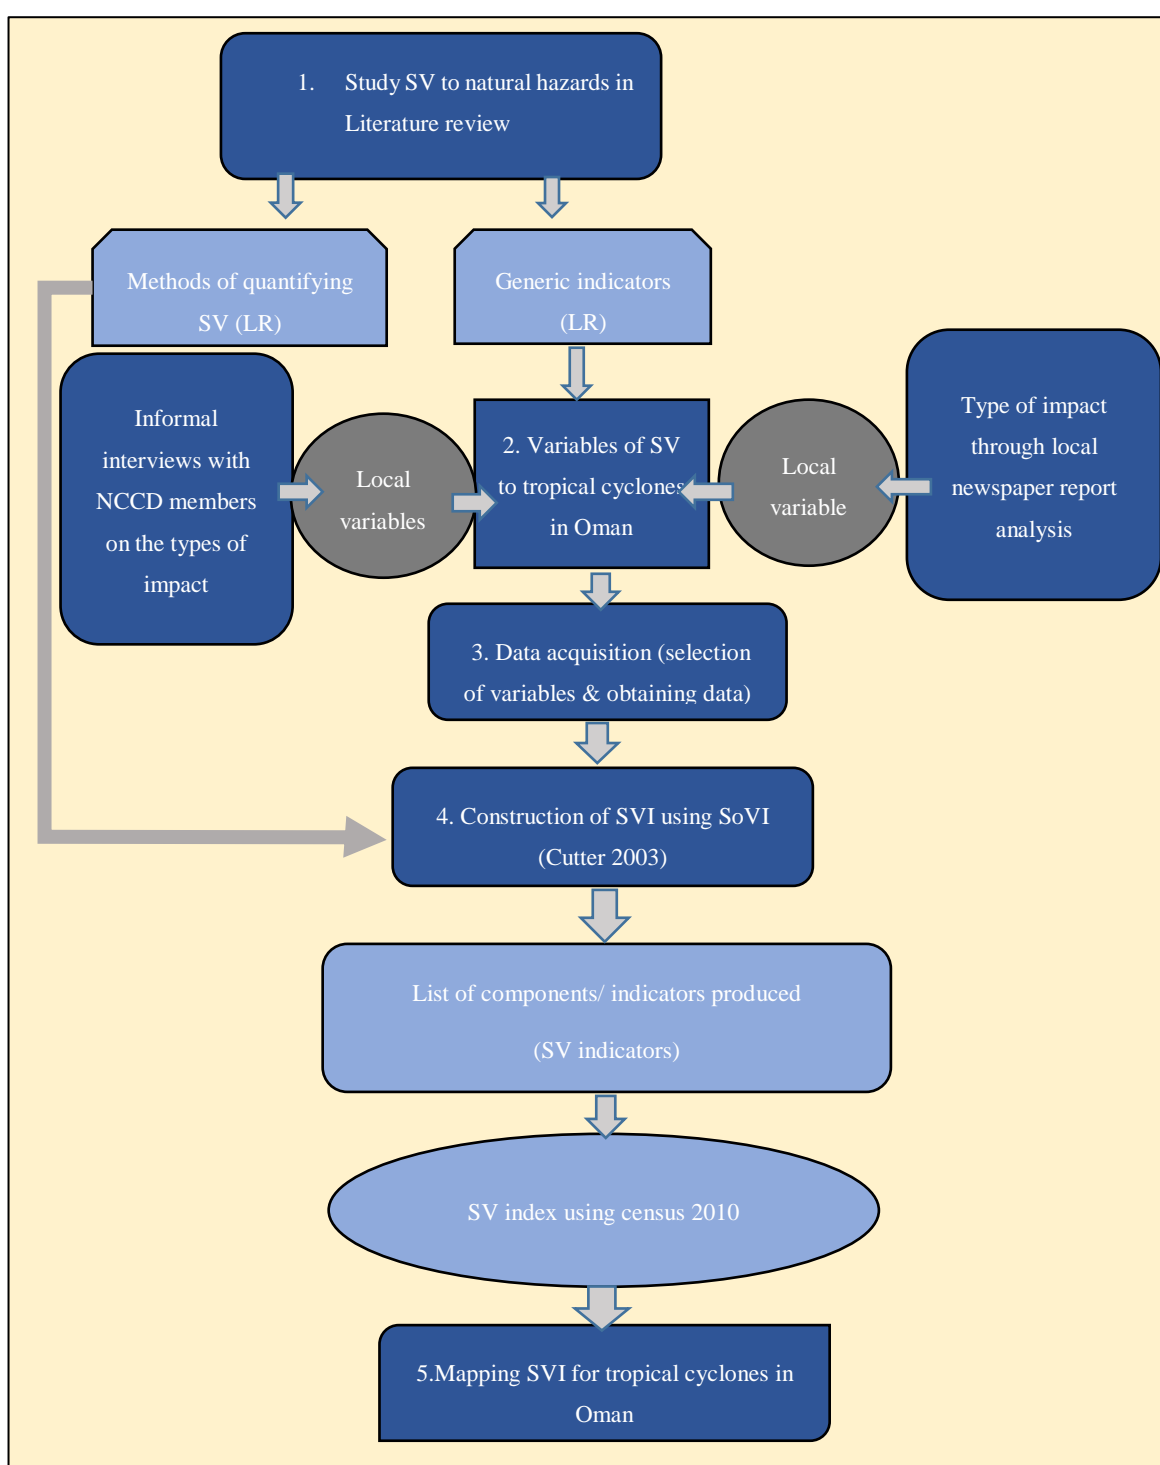 1. Study SV to natural hazards in
Literature review
Methods of quantifying
SV (LR)
Generic indicators
(LR)
Informal
interviews with
NCCD members
on the types of
impact
Local
variables
2. Variables of SV
to tropical cyclones
in Oman
Local
variable
Type of impact
through local
newspaper report
analysis
3. Data acquisition (selection
of variables & obtaining data)
4. Construction of SVI using SoVI
(Cutter 2003)
List of components/ indicators produced
(SV indicators)
SV index using census 2010
5.Mapping SVI for tropical cyclones in
Oman